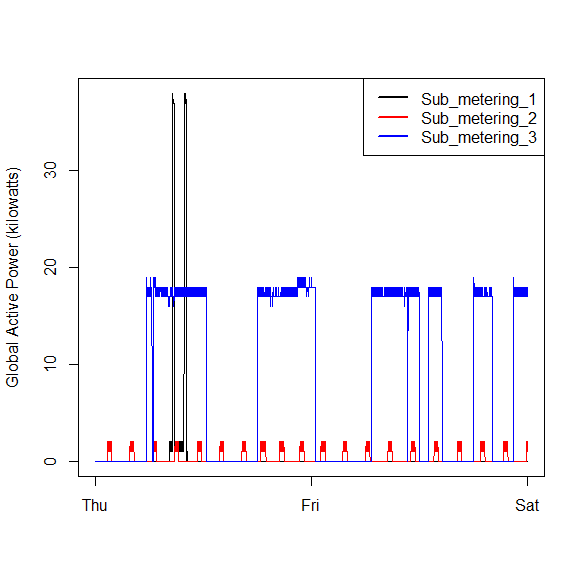 Sub_metering_1
Sub_metering_2
Sub_metering_3
Global Active Power (kilowatts)
30
20
10
0
Thu Fri Sat